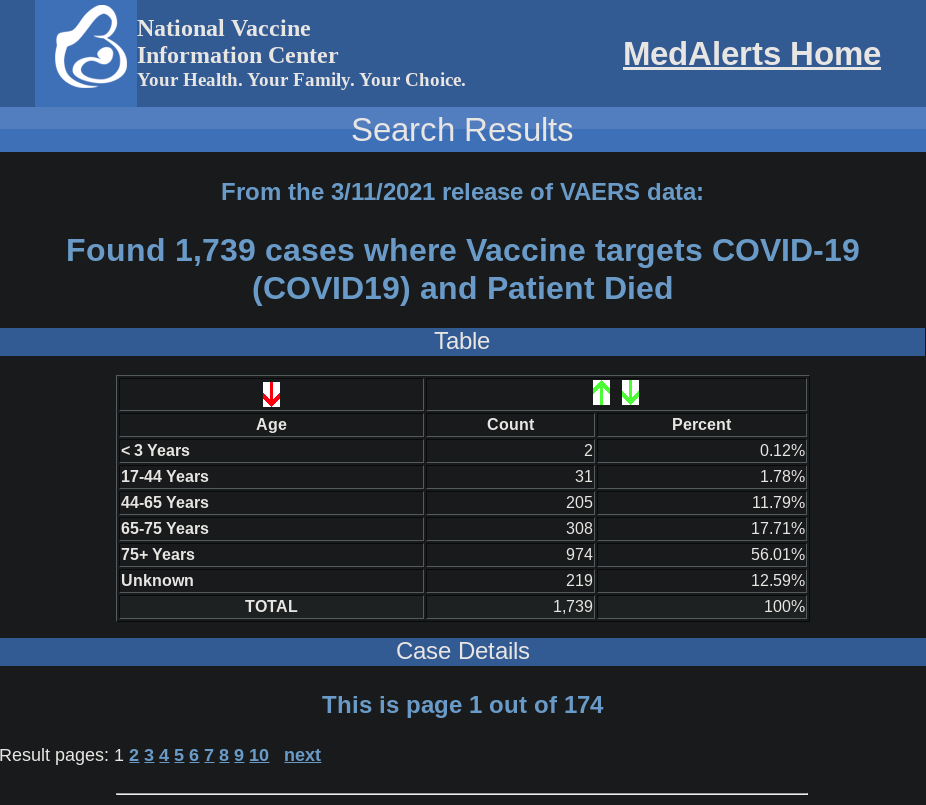 National Vaccine
Information Center
Your Health. Your Family. Your Choice.
MedAlerts Home
Search Results
From the 3/11/2021 release of VAERS data:
Found 1,739 cases where Vaccine targets COVID-19
(COVID19) and Patient Died
Table
Age Count Percent
< 3 Years 2 0.12%
17-44 Years 31 1.78%
44-65 Years 205 11.79%
65-75 Years 308 17.71%
75+ Years 974 56.01%
Unknown 219 12.59%
TOTAL 1,739 100%
Case Details
This is page 1 out of 174
Result pages: 1 2 3 4 5 6 7 8 9 10 next